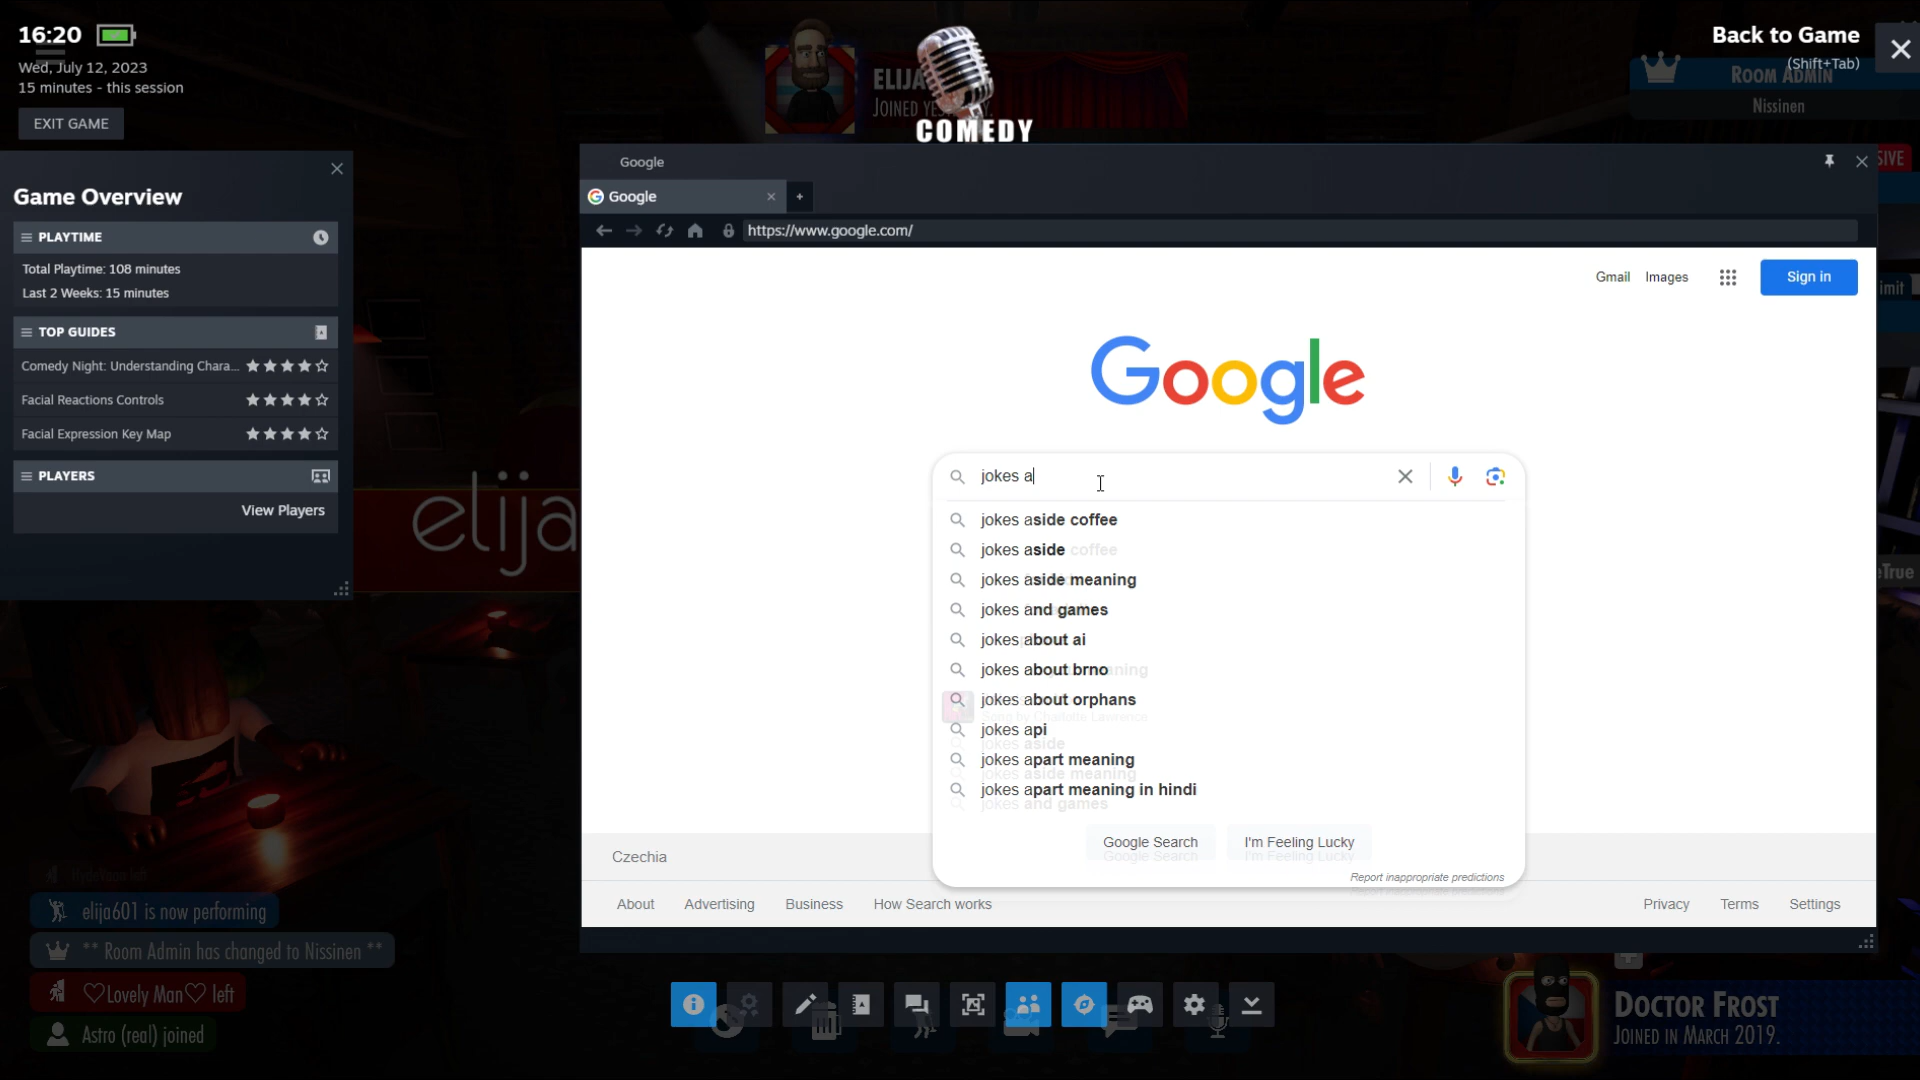 16:20
Wed, July 12, 2023
15 minutes - this session
EXIT GAME
COMEDY
JOINED
Back to Game
(Shift+Tab)
ROOM ADMIN
Nissinen
Game Overview
PLAYTIME
Total Playtime: 108 minutes
Last 2 Weeks: 15 minutes
TOP GUIDES
Comedy Night: Understanding Chara...
Facial Reactions Controls
Facial Expression Key Map
PLAYERS
View Players
elija
Google
Google
https://www.google.com/
Gmail Images Sign in
Google
jokes a
jokes aside coffee
jokes aside
jokes aside meaning
jokes and games
jokes about ai
jokes about brno
jokes about orphans
jokes api
jokes apart meaning
jokes apart meaning in hindi
Google Search I'm Feeling Lucky
Report inappropriate predictions
Czechia
About Advertising Business How Search works Privacy Terms Settings
elija601 is now performing
** Room Admin has changed to Nissinen **
♡Lovely Man♡ left
Astro (real) joined
DOCTOR FROST
JOINED IN MARCH 2019.